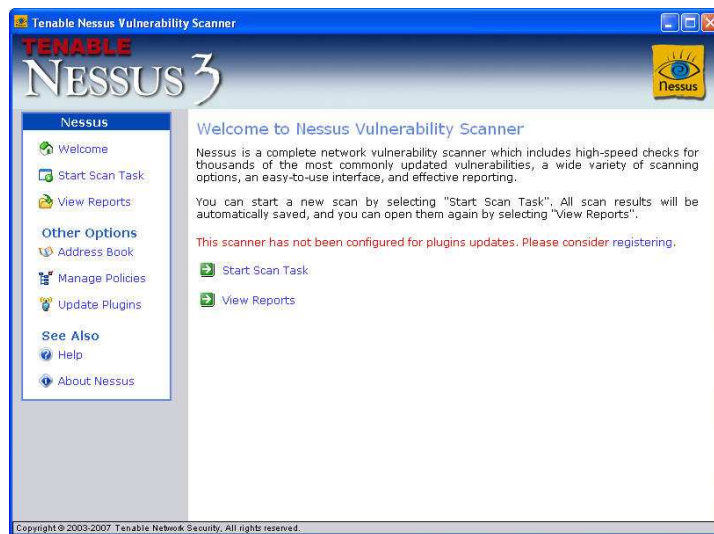 Tenable Nessus Vulnerability Scanner
TENABLE
NESSUS 3
Nessus
Nessus
Welcome
Start Scan Task
View Reports
Other Options
Address Book
Manage Policies
Update Plugins
See Also
Help
About Nessus
Welcome to Nessus Vulnerability Scanner
Nessus is a complete network vulnerability scanner which includes high-speed checks for
thousands of the most commonly updated vulnerabilities, a wide variety of scanning
options, an easy-to-use interface, and effective reporting.
You can start a new scan by selecting "Start Scan Task". All scan results will be
automatically saved, and you can open them again by selecting "View Reports".
This scanner has not been configured for plugins updates. Please consider registering.
Start Scan Task
View Reports
Copyright © 2003-2007 Tenable Network Security, All rights reserved.